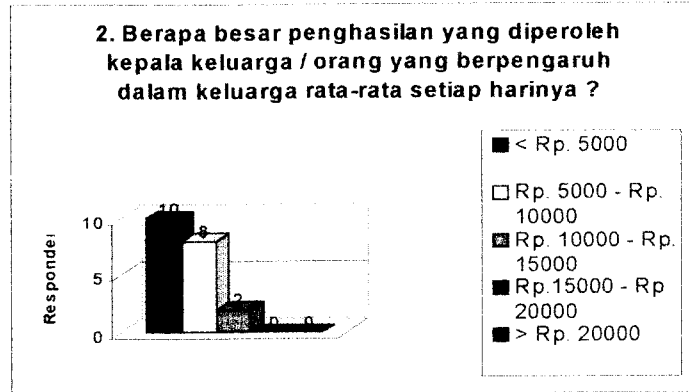 2. Berapa besar penghasilan yang diperoleh
kepala keluarga / orang yang berpengaruh
dalam keluarga rata-rata setiap harinya ?
< Rp. 5000
Rp. 5000 - Rp.
10000
Rp. 10000 - Rp.
15000
Rp.15000 - Rp
20000
> Rp. 20000
Responder
10
5
0
10
8
2
0
0